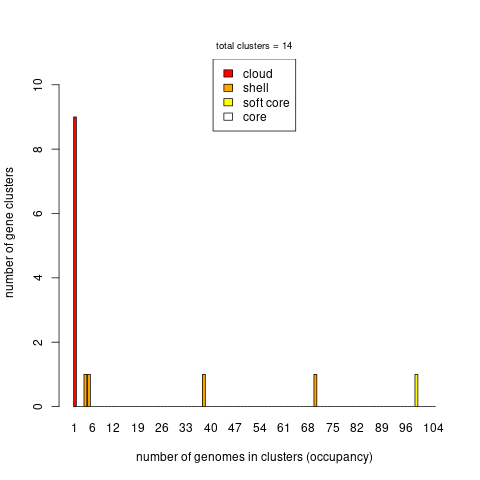 total clusters = 14
cloud
shell
soft core
core
number of gene clusters
10
8
6
4
2
0
1 6 12 19 26 33 40 47 54 61 68 75 82 89 96 104
number of genomes in clusters (occupancy)